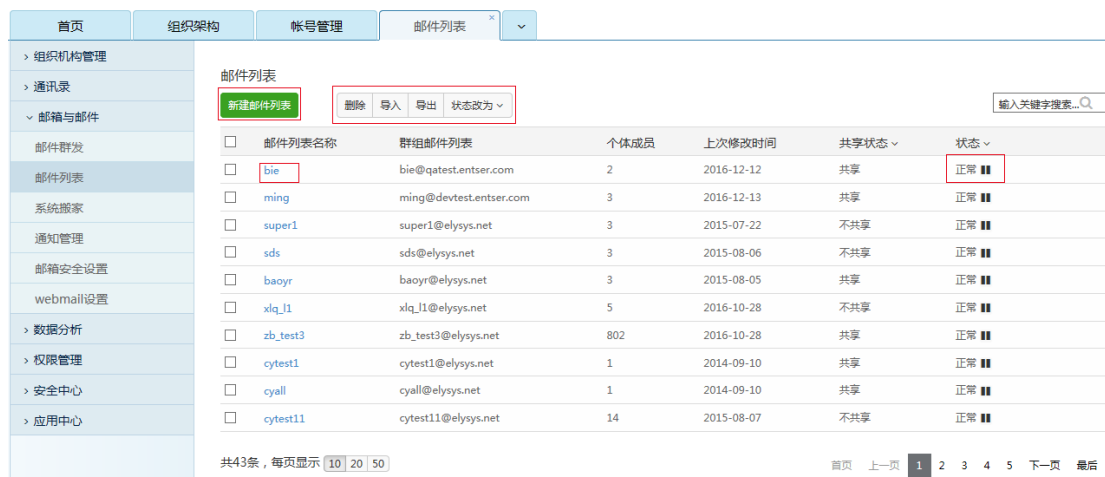 首页 组织架构 帐号管理 邮件列表 ×
组织机构管理
通讯录
邮箱与邮件
邮件群发
邮件列表
系统搬家
通知管理
邮箱安全设置
webmail设置
数据分析
权限管理
安全中心
应用中心
邮件列表
新建邮件列表 删除 导入 导出 状态改为 输入关键字搜索...
邮件列表名称 群组邮件列表 个体成员 上次修改时间 共享状态 状态
bie bie@qatest.entser.com 2 2016-12-12 共享 正常
ming ming@devtest.entser.com 3 2016-12-13 共享 正常
super1 super1@elysys.net 3 2015-07-22 不共享 正常
sds sds@elysys.net 3 2015-08-06 不共享 正常
baoyr baoyr@elysys.net 3 2015-08-05 共享 正常
xlq_l1 xlq_l1@elysys.net 5 2016-10-28 不共享 正常
zb_test3 zb_test3@elysys.net 802 2016-10-28 共享 正常
cytest1 cytest1@elysys.net 1 2014-09-10 共享 正常
cyall cyall@elysys.net 1 2014-09-10 共享 正常
cytest11 cytest11@elysys.net 14 2015-08-07 不共享 正常
共43条，每页显示 10 20 50 首页 上一页 1 2 3 4 5 下一页 最后